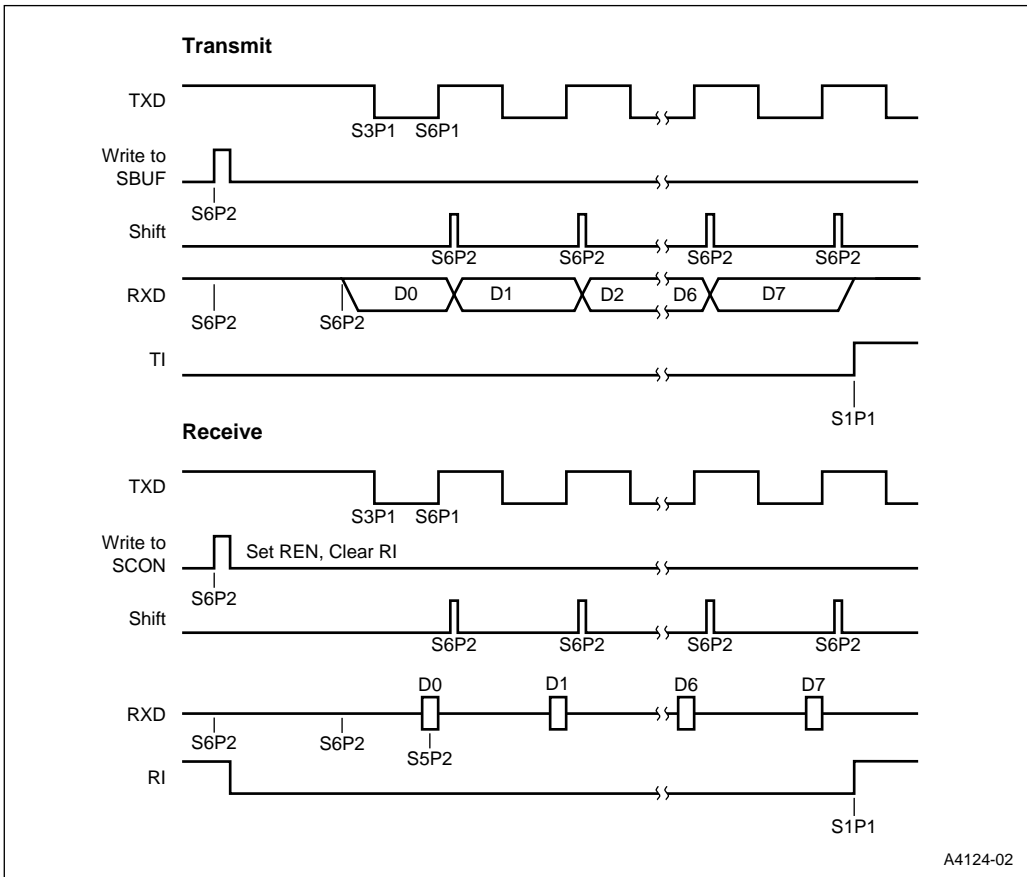 Transmit
TXD
S3P1 S6P1
Write to
SBUF
S6P2
Shift
S6P2 S6P2 S6P2 S6P2
RXD D0 D1 D2 D6 D7
S6P2 S6P2
TI
S1P1
Receive
TXD
S3P1 S6P1
Write to
SCON
Set REN, Clear RI
S6P2
Shift
S6P2 S6P2 S6P2 S6P2
D0 D1 D6 D7
RXD
S6P2 S6P2 S5P2
RI
S1P1
A4124-02